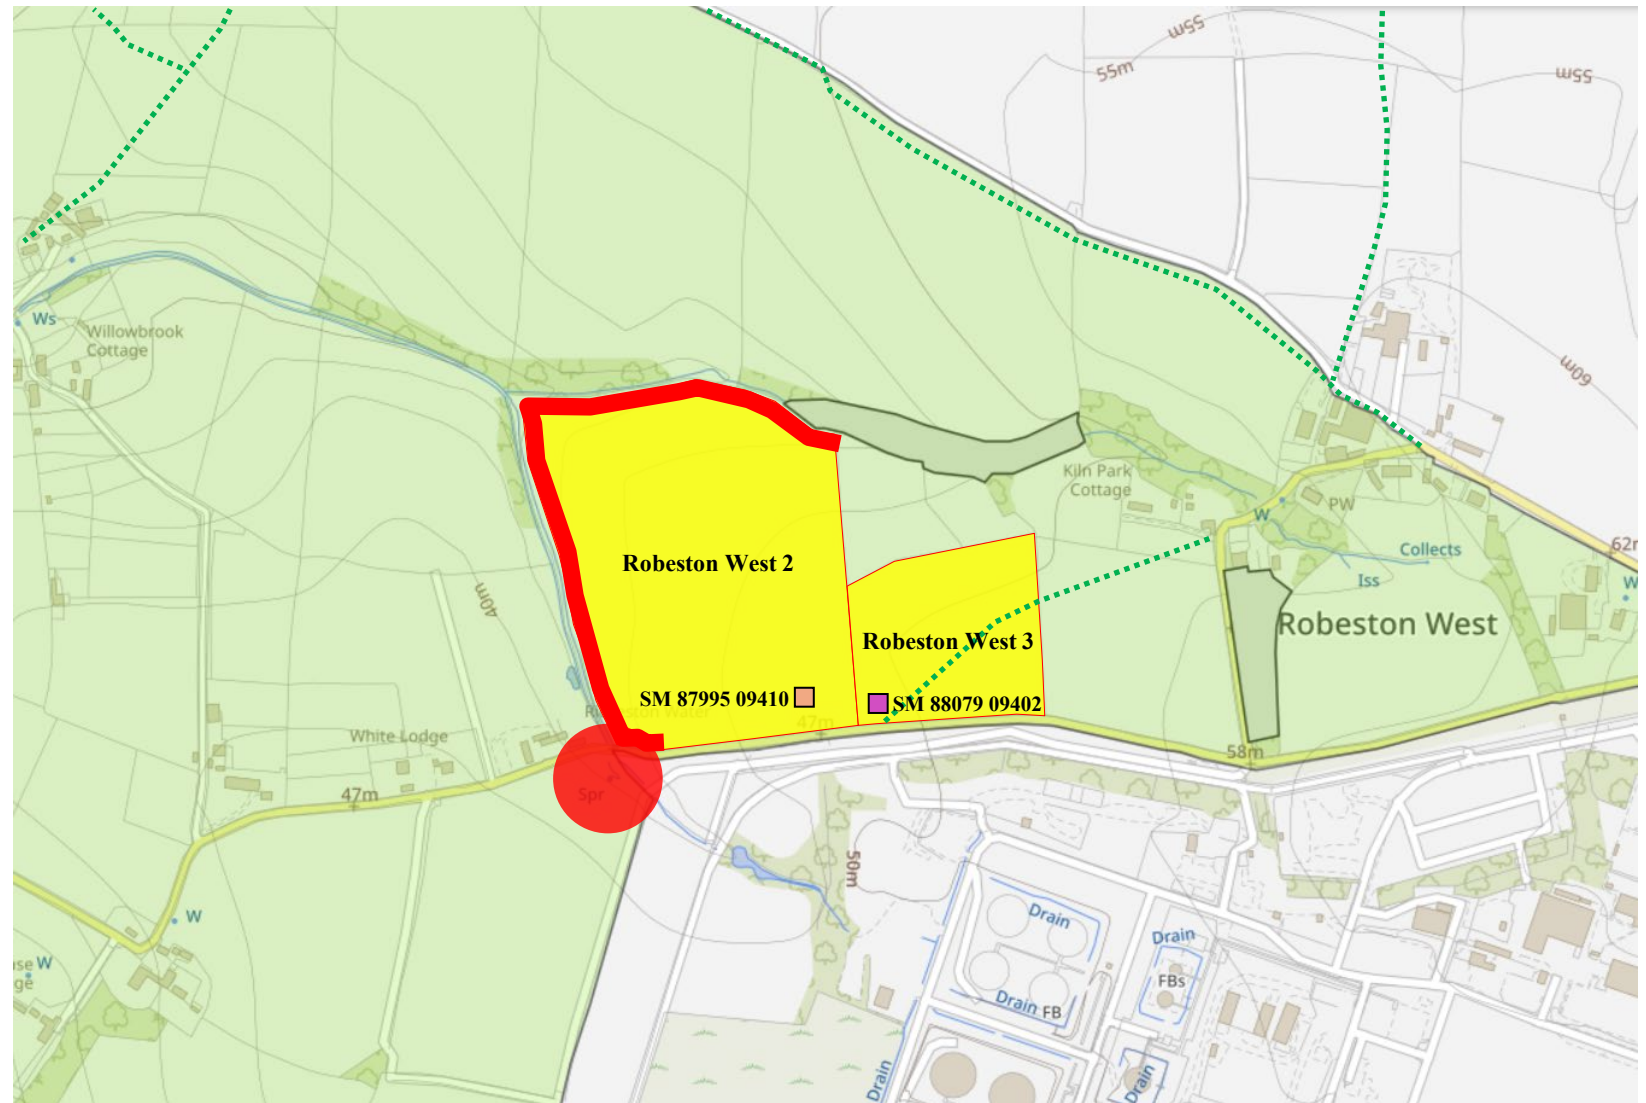 55m
55m
55m
Ws
Willowbrook
Cottage
60m
Kiln Park
Cottage
PW
W
Collects
62m
Iss
W
Robeston West 2
40m
Robeston West
Robeston West 3
SM 87995 09410
SM 88079 09402
47m
White Lodge
58m
47m
Spr
50m
W
Drain
Drain
W
FBs
Drain FB
Drain
Drain